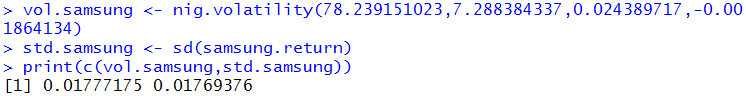 > vol.samsung <- nig.volatility(78.239151023,7.288384337,0.024389717,-0.00
1864134)
> std.samsung <- sd(samsung.return)
> print(c(vol.samsung,std.samsung))
[1] 0.01777175 0.01769376